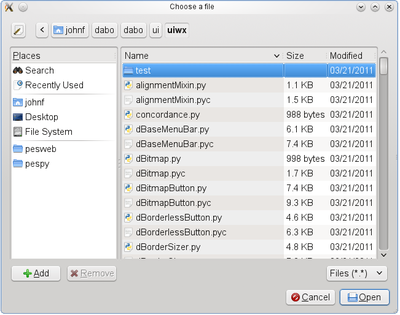 Choose a file
johnf dabo dabo ui uiwx
Places
Search
Recently Used
johnf
Desktop
File System
pesweb
pespy
Name Size Modified
test 03/21/2011
alignmentMixin.py 1.1 KB 03/21/2011
alignmentMixin.pyc 1.5 KB 03/21/2011
concordance.py 988 bytes 03/21/2011
dBaseMenuBar.py 6.1 KB 03/21/2011
dBaseMenuBar.pyc 7.4 KB 03/21/2011
dBitmap.py 998 bytes 03/21/2011
dBitmap.pyc 1.7 KB 03/21/2011
dBitmapButton.py 7.4 KB 03/21/2011
dBitmapButton.pyc 9.3 KB 03/21/2011
dBorderlessButton.py 4.6 KB 03/21/2011
dBorderlessButton.pyc 6.3 KB 03/21/2011
dBorderSizer.py 4.8 KB 03/21/2011
Add Remove Files (*.*)
Cancel Open